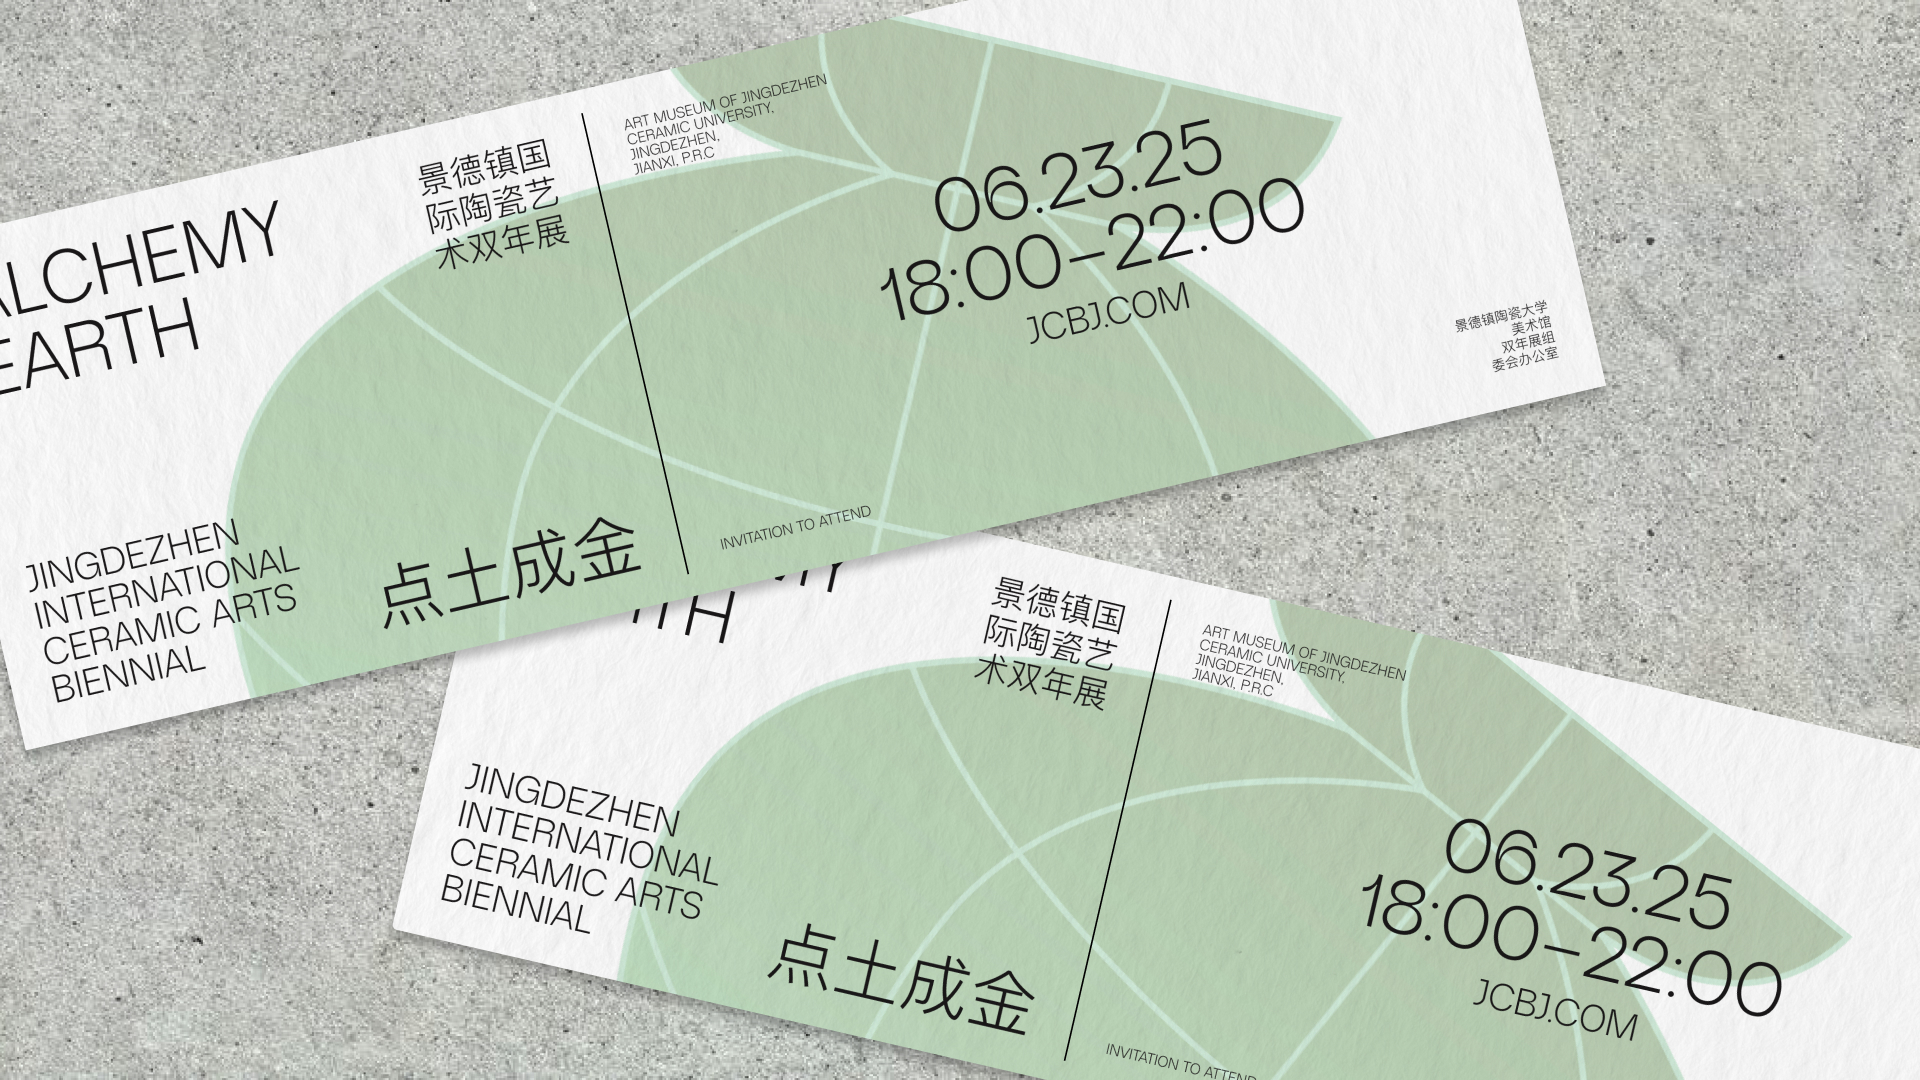 ALCHEMY
EARTH
景德镇国
际陶瓷艺
术双年展
ART MUSEUM OF JINGDEZHEN
CERAMIC UNIVERSITY,
JINGDEZHEN,
JIANXI, P.R.C
06.23.25
18:00–22:00
JCBJ.COM
景德镇陶瓷大学
美术馆
双年展组
委会办公室
JINGDEZHEN
INTERNATIONAL
CERAMIC ARTS
BIENNIAL
点土成金
INVITATION TO ATTEND
景德镇国
际陶瓷艺
术双年展
ART MUSEUM OF JINGDEZHEN
CERAMIC UNIVERSITY,
JINGDEZHEN,
JIANXI, P.R.C
JINGDEZHEN
INTERNATIONAL
CERAMIC ARTS
BIENNIAL
06.23.25
18:00–22:00
JCBJ.COM
点土成金
INVITATION TO ATTEND